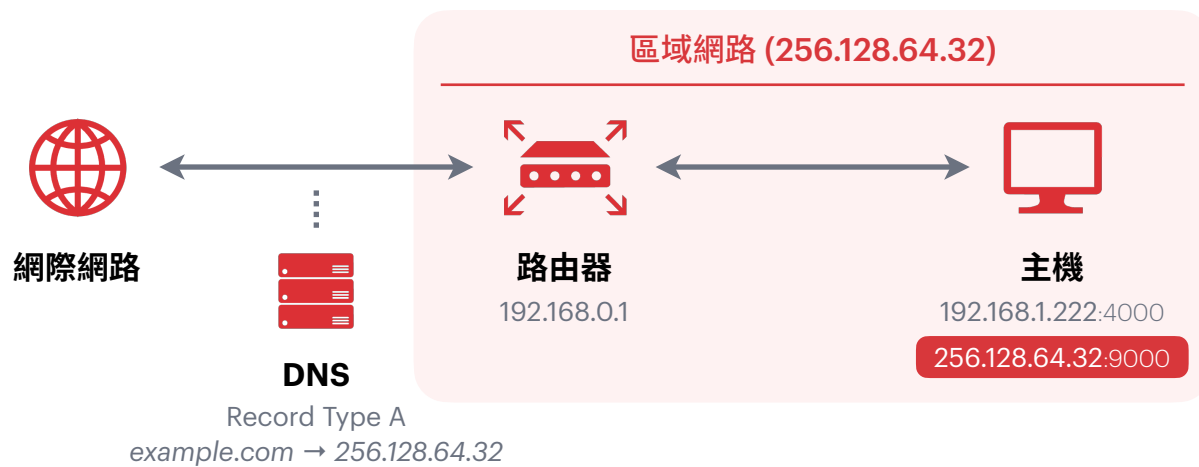 區域網路 (256.128.64.32)
網際網路
DNS
Record Type A
example.com → 256.128.64.32
路由器
192.168.0.1
主機
192.168.1.222:4000
256.128.64.32:9000